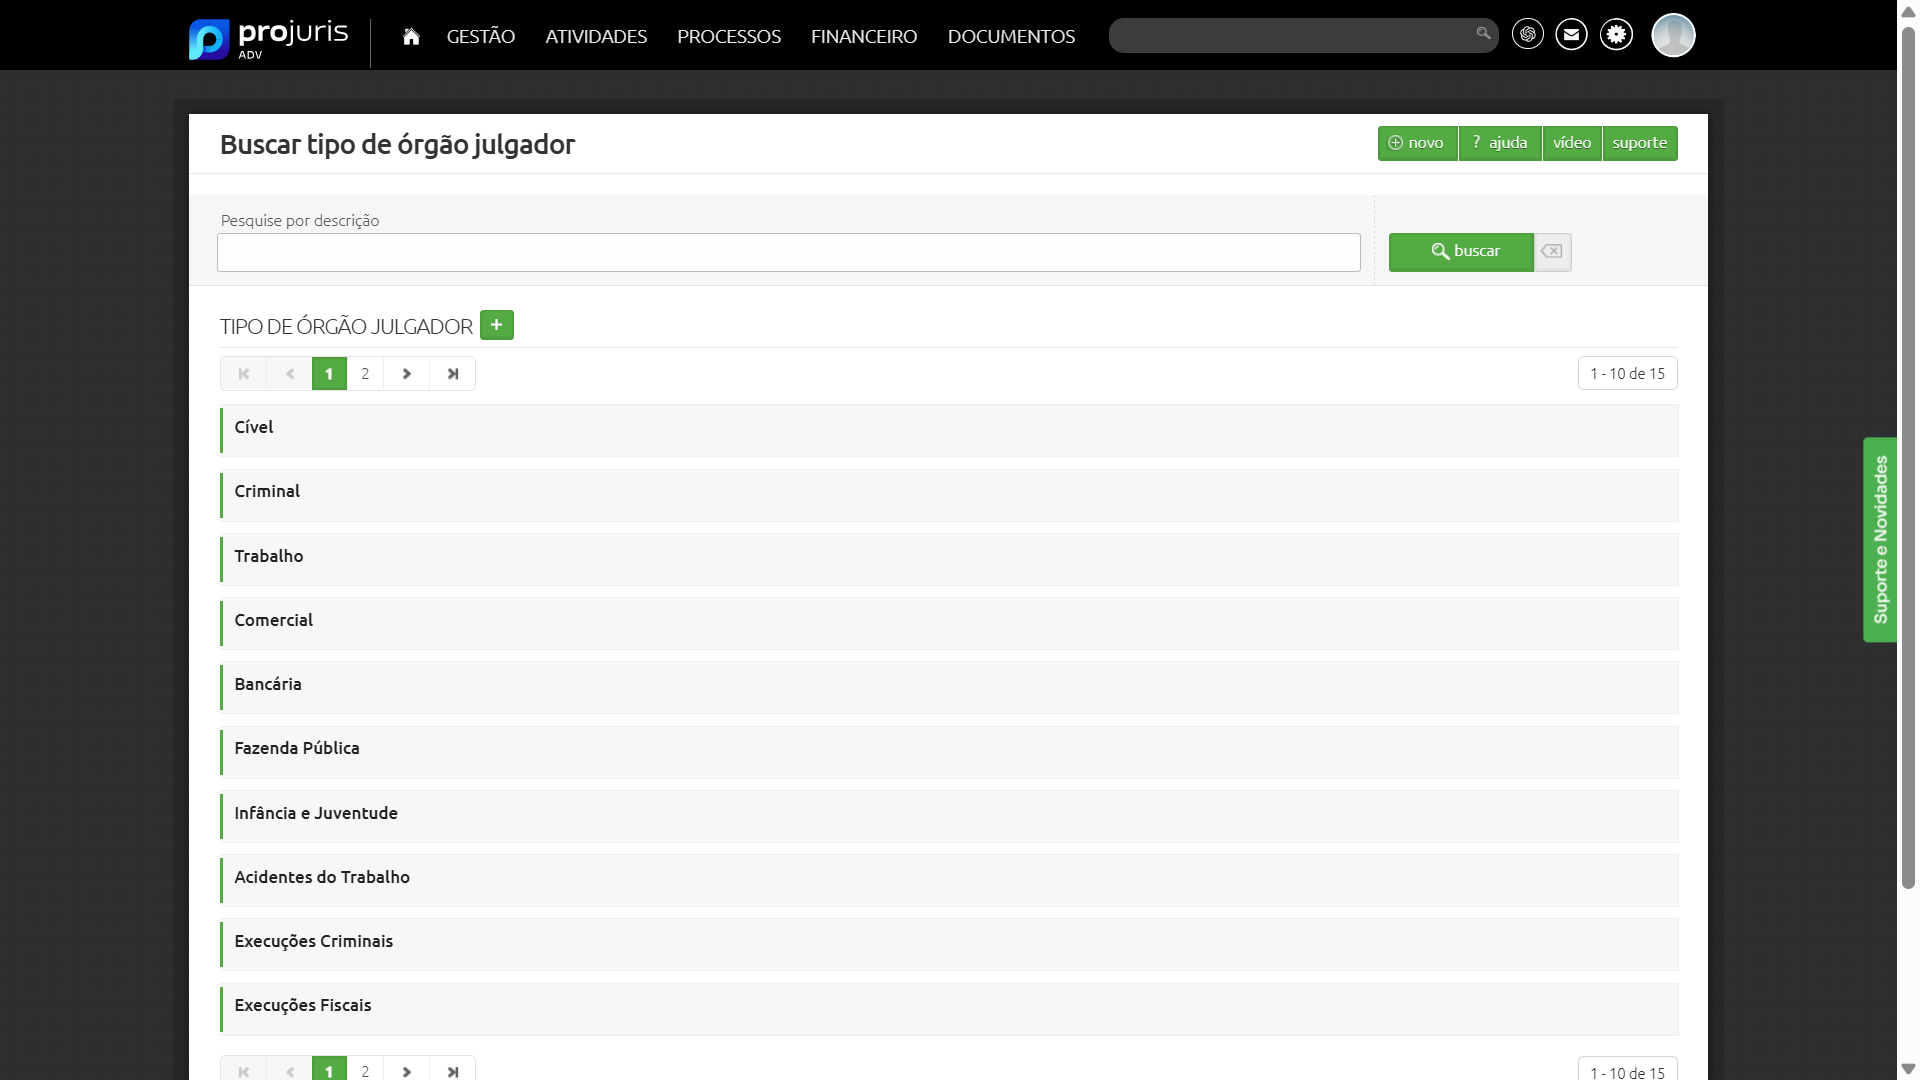 projuris
ADV
GESTÃO
ATIVIDADES
PROCESSOS
FINANCEIRO
DOCUMENTOS
Buscar tipo de órgão julgador
novo
? ajuda
vídeo
suporte
Pesquise por descrição
buscar
TIPO DE ÓRGÃO JULGADOR
1
2
1 - 10 de 15
Cível
Criminal
Trabalho
Comercial
Bancária
Fazenda Pública
Infância e Juventude
Acidentes do Trabalho
Execuções Criminais
Execuções Fiscais
1
2
1 - 10 de 15
Suporte e Novidades